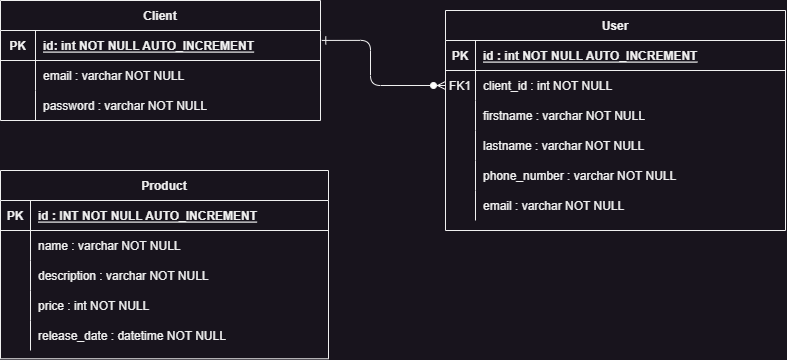 Client
PK id: int NOT NULL AUTO_INCREMENT
email : varchar NOT NULL
password : varchar NOT NULL
User
PK id : int NOT NULL AUTO_INCREMENT
FK1 client_id : int NOT NULL
firstname : varchar NOT NULL
lastname : varchar NOT NULL
phone_number : varchar NOT NULL
email : varchar NOT NULL
Product
PK id : INT NOT NULL AUTO_INCREMENT
name : varchar NOT NULL
description : varchar NOT NULL
price : int NOT NULL
release_date : datetime NOT NULL